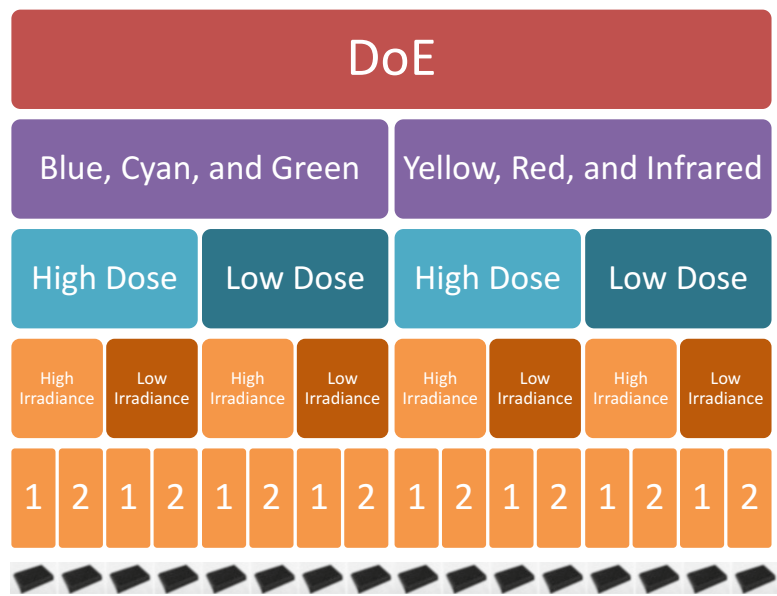 DoE
Blue, Cyan, and Green Yellow, Red, and Infrared
High Dose Low Dose High Dose Low Dose
High Irradiance Low Irradiance High Irradiance Low Irradiance High Irradiance Low Irradiance High Irradiance Low Irradiance
1 2 1 2 1 2 1 2 1 2 1 2 1 2 1 2